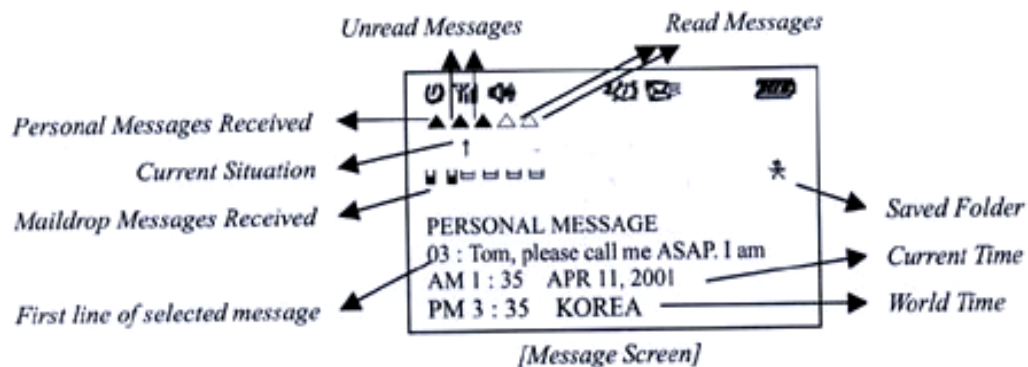 Unread Messages
Read Messages
Personal Messages Received
Current Situation
Maildrop Messages Received
Saved Folder
PERSONAL MESSAGE
03 : Tom, please call me ASAP. I am
Current Time
AM 1 : 35 APR 11, 2001
First line of selected message
PM 3 : 35 KOREA
World Time
[Message Screen]